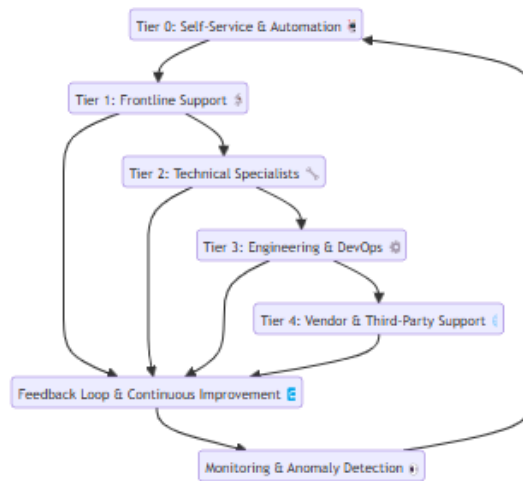 Tier 0: Self-Service & Automation
Tier 1: Frontline Support
Tier 2: Technical Specialists
Tier 3: Engineering & DevOps
Tier 4: Vendor & Third-Party Support
Feedback Loop & Continuous Improvement
Monitoring & Anomaly Detection